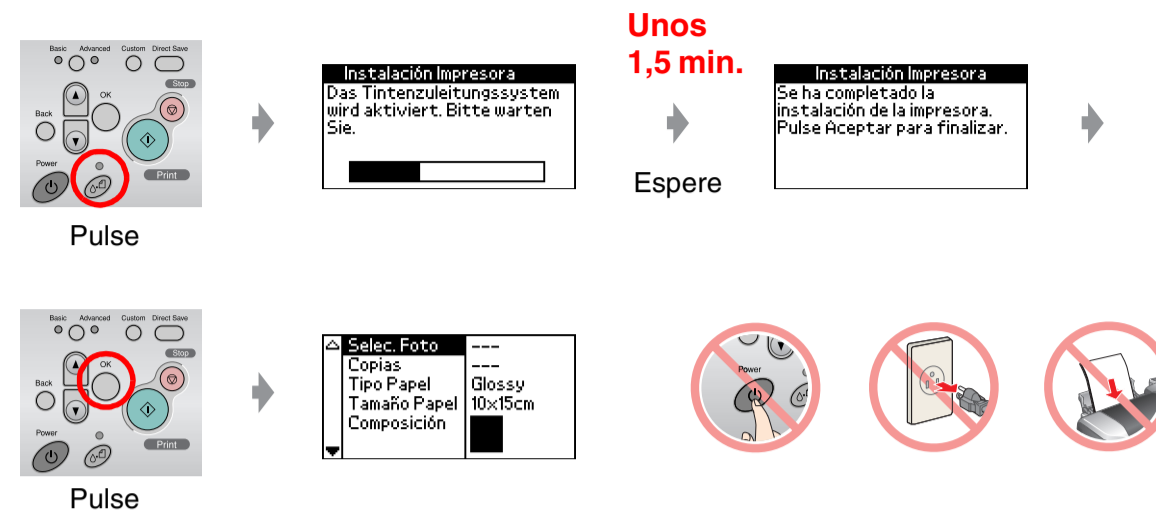 Unos
1,5 min.
Basic Advanced Custom Direct Save
Stop
OK
Back
Power
Print
Pulse
Instalación Impresora
Das Tintenzuleitungssystem
wird aktiviert. Bitte warten
Sie.
Espere
Instalación Impresora
Se ha completado la
instalación de la impresora.
Pulse Aceptar para finalizar.
Basic Advanced Custom Direct Save
Stop
OK
Back
Power
Print
Pulse
Selec. Foto ---
Copias ---
Tipo Papel Glossy
Tamaño Papel 10x15cm
Composición
Power